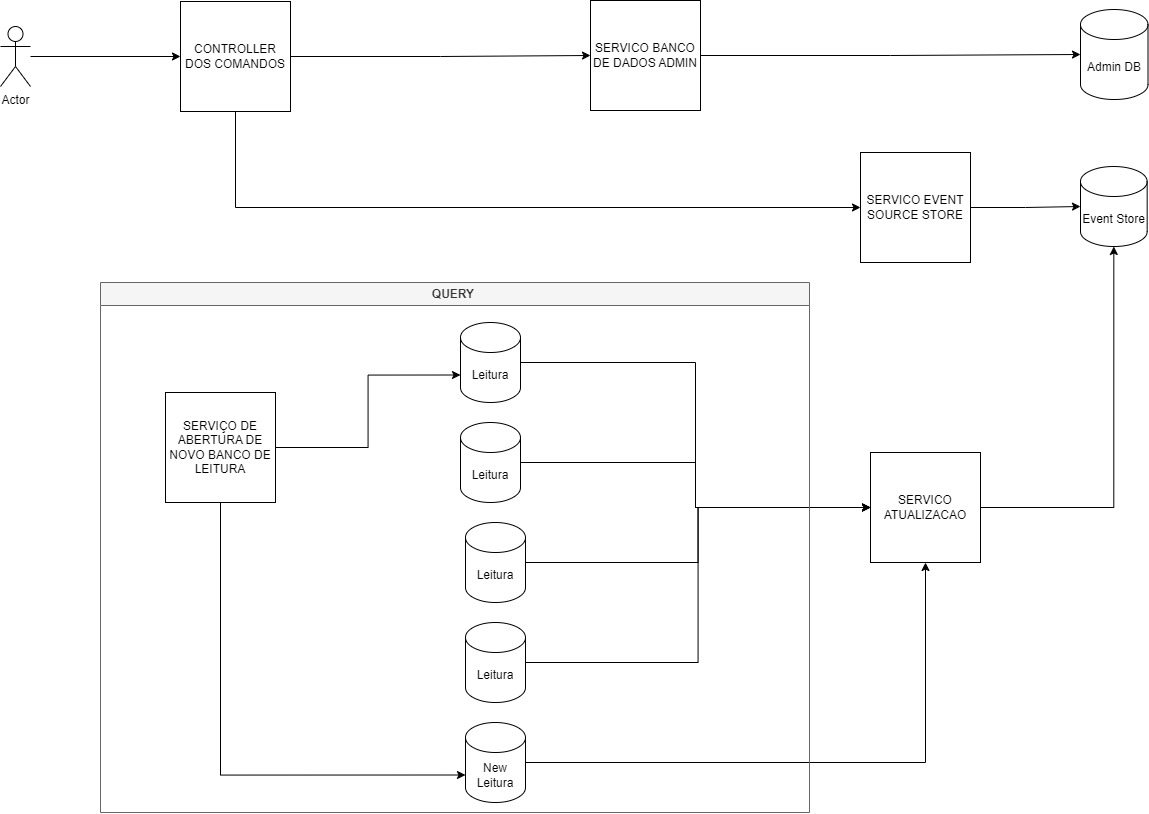 CONTROLLER
DOS COMANDOS
SERVICO BANCO
DE DADOS ADMIN
Admin DB
Actor
SERVICO EVENT
SOURCE STORE
Event Store
QUERY
Leitura
SERVIÇO DE
ABERTURA DE
NOVO BANCO DE
LEITURA
Leitura
SERVICO
ATUALIZACAO
Leitura
Leitura
New
Leitura